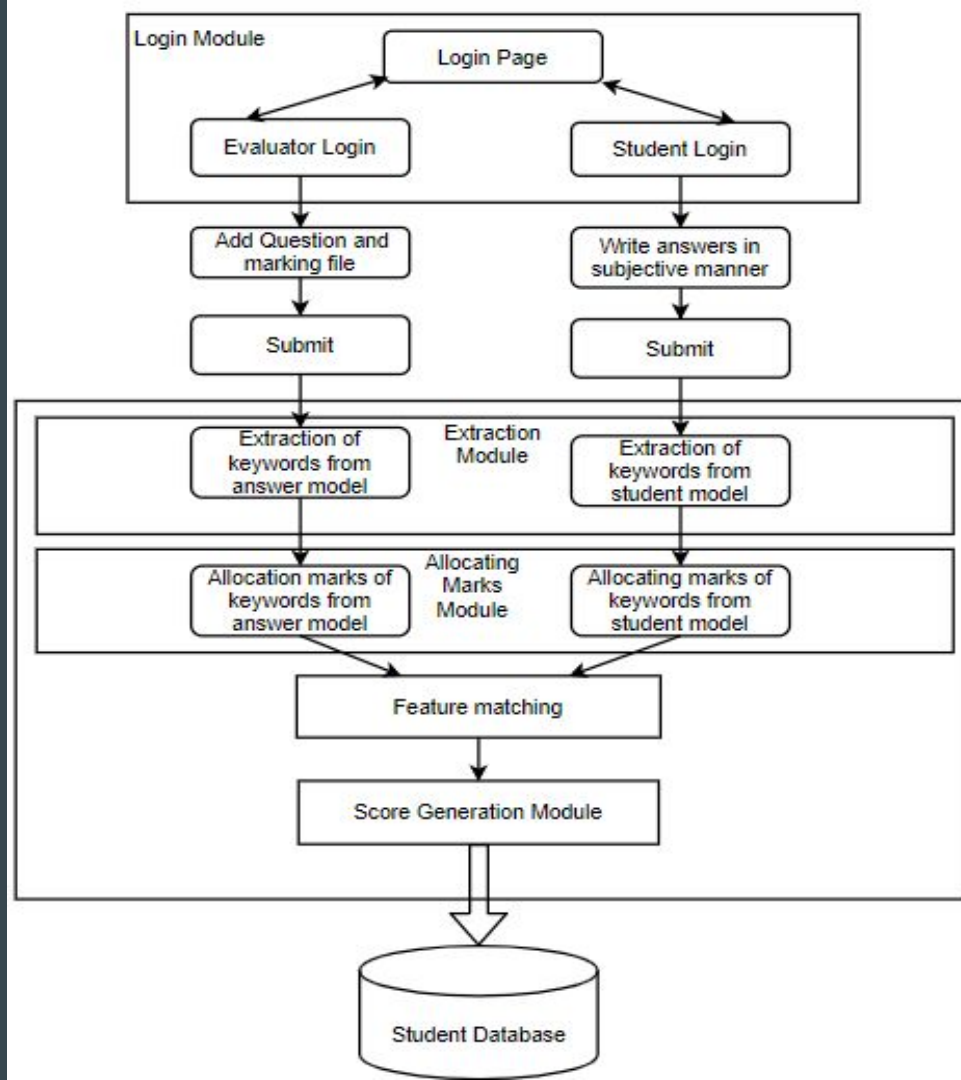 Login Module
Login Page
Evaluator Login
Student Login
Add Question and
marking file
Write answers in
subjective manner
Submit
Submit
Extraction of
keywords from
answer model
Extraction
Module
Extraction of
keywords from
student model
Allocation marks of
keywords from
answer model
Allocating
Marks
Module
Allocating marks of
keywords from
student model
Feature matching
Score Generation Module
Student Database